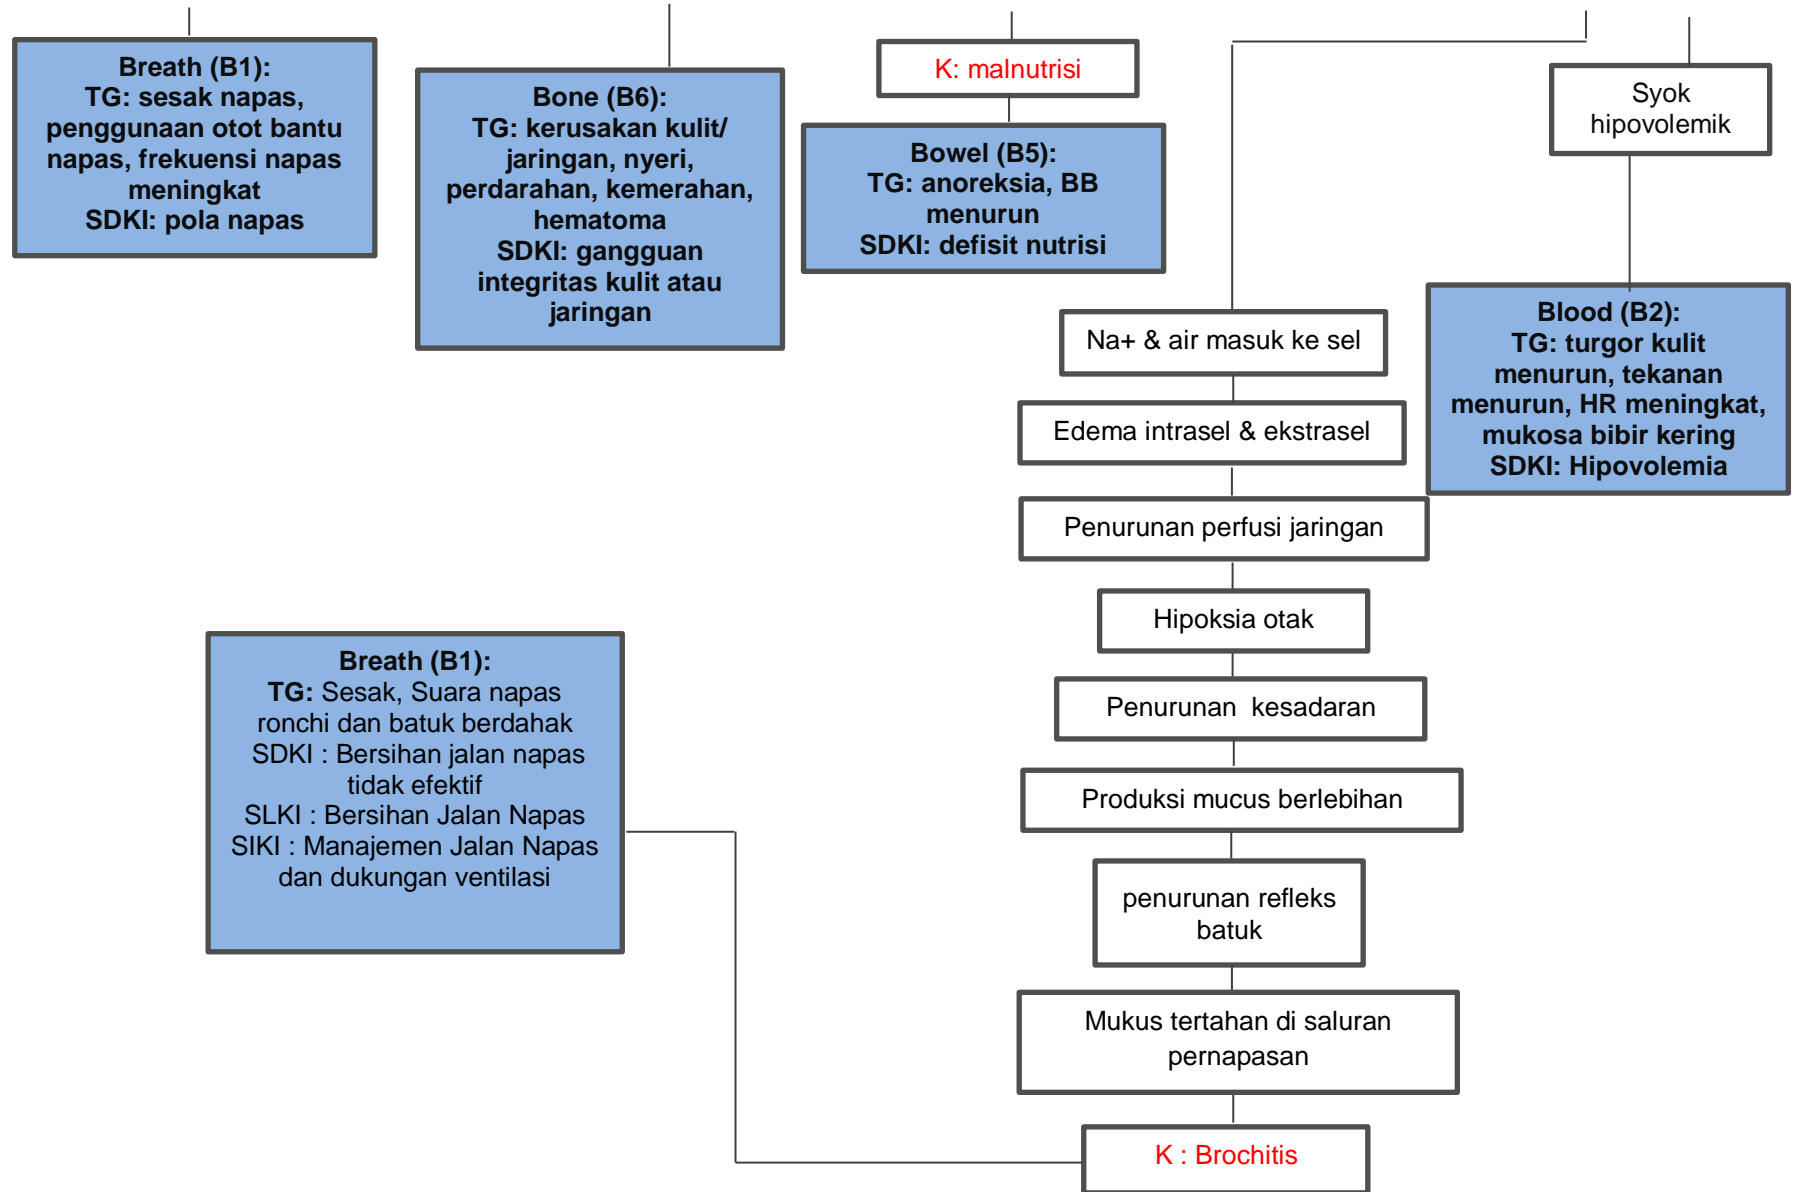 Breath (B1):
TG: sesak napas,
penggunaan otot bantu
napas, frekuensi napas
meningkat
SDKI: pola napas
Bone (B6):
TG: kerusakan kulit/
jaringan, nyeri,
perdarahan, kemerahan,
hematoma
SDKI: gangguan
integritas kulit atau
jaringan
K: malnutrisi
Bowel (B5):
TG: anoreksia, BB
menurun
SDKI: defisit nutrisi
Syok
hipovolemik
Blood (B2):
TG: turgor kulit
menurun, tekanan
menurun, HR meningkat,
mukosa bibir kering
SDKI: Hipovolemia
Na+ & air masuk ke sel
Edema intrasel & ekstrasel
Penurunan perfusi jaringan
Hipoksia otak
Penurunan  kesadaran
Produksi mucus berlebihan
penurunan refleks
batuk
Mukus tertahan di saluran
pernapasan
K : Brochitis
Breath (B1):
TG: Sesak, Suara napas
ronchi dan batuk berdahak
SDKI : Bersihan jalan napas
tidak efektif
SLKI : Bersihan Jalan Napas
SIKI : Manajemen Jalan Napas
dan dukungan ventilasi